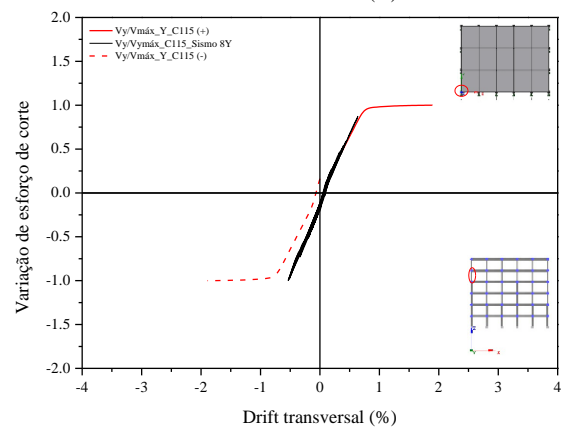 Vy/Vmáx_Y_C115 (+)
Vy/Vymáx_C115_Sismo 8Y
Vy/Vmáx_Y_C115 (-)
Variação de esforço de corte
2.0
1.5
1.0
0.5
0.0
-0.5
-1.0
-1.5
-2.0
-4 -3 -2 -1 0 1 2 3 4
Drift transversal (%)